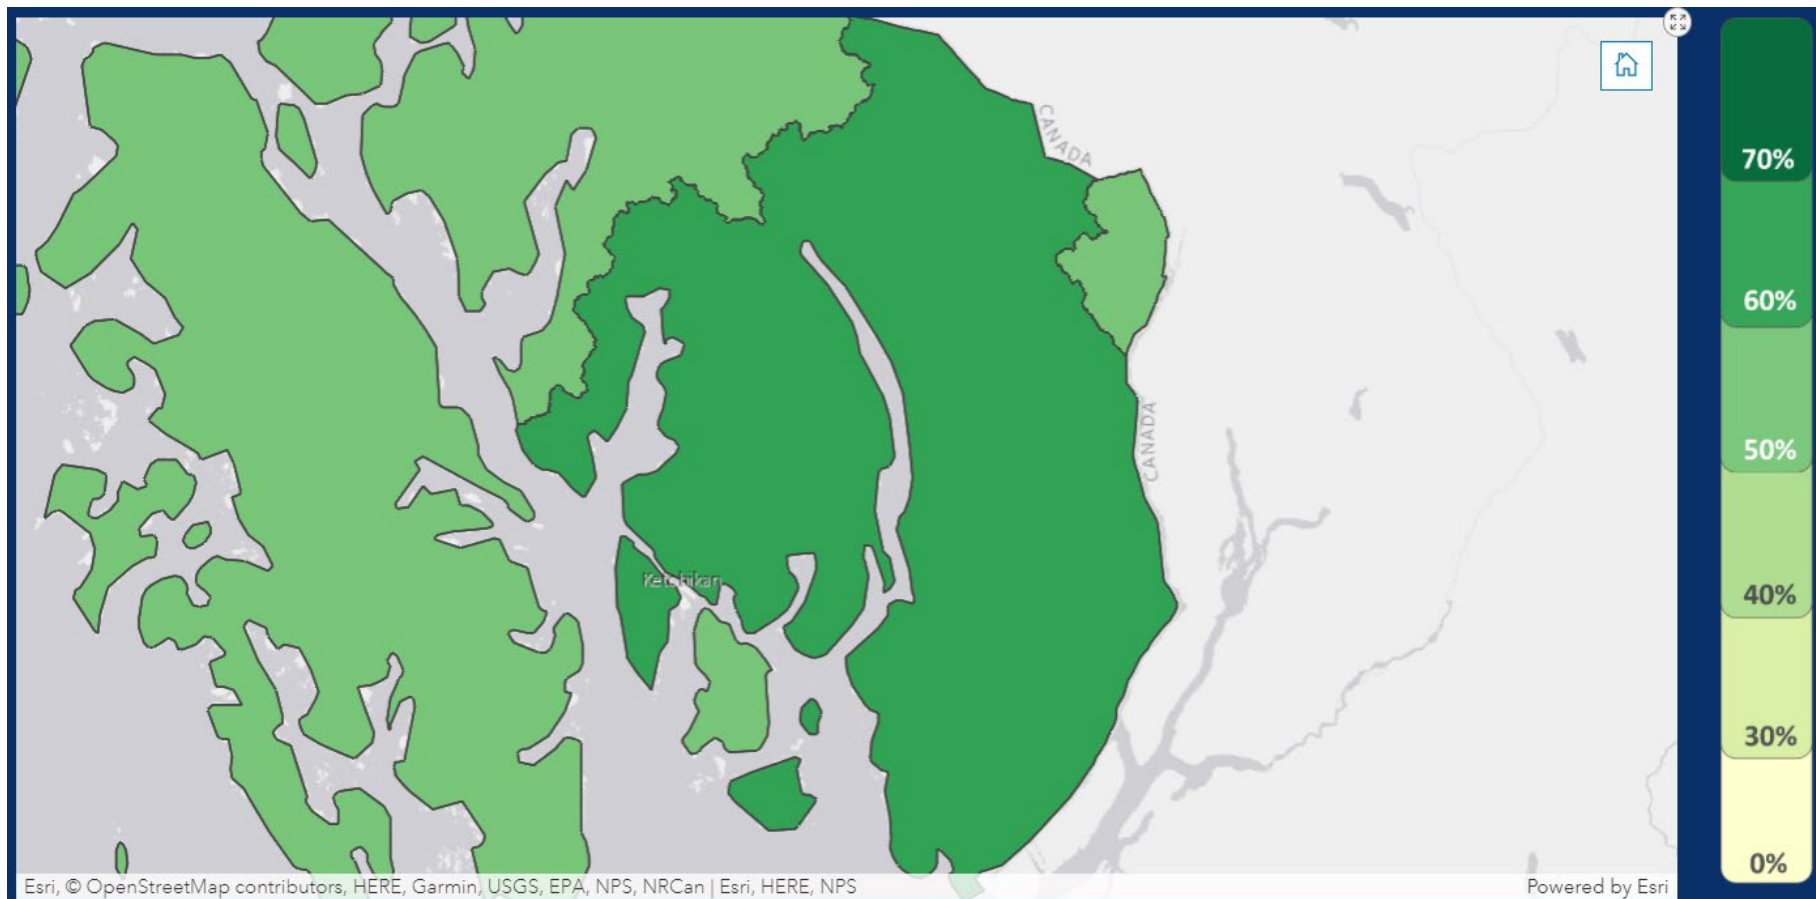 CANADA
70%
60%
CANADA
50%
Ketchikan
40%
30%
0%
Esri, © OpenStreetMap contributors, HERE, Garmin, USGS, EPA, NPS, NRCan | Esri, HERE, NPS
Powered by Esri